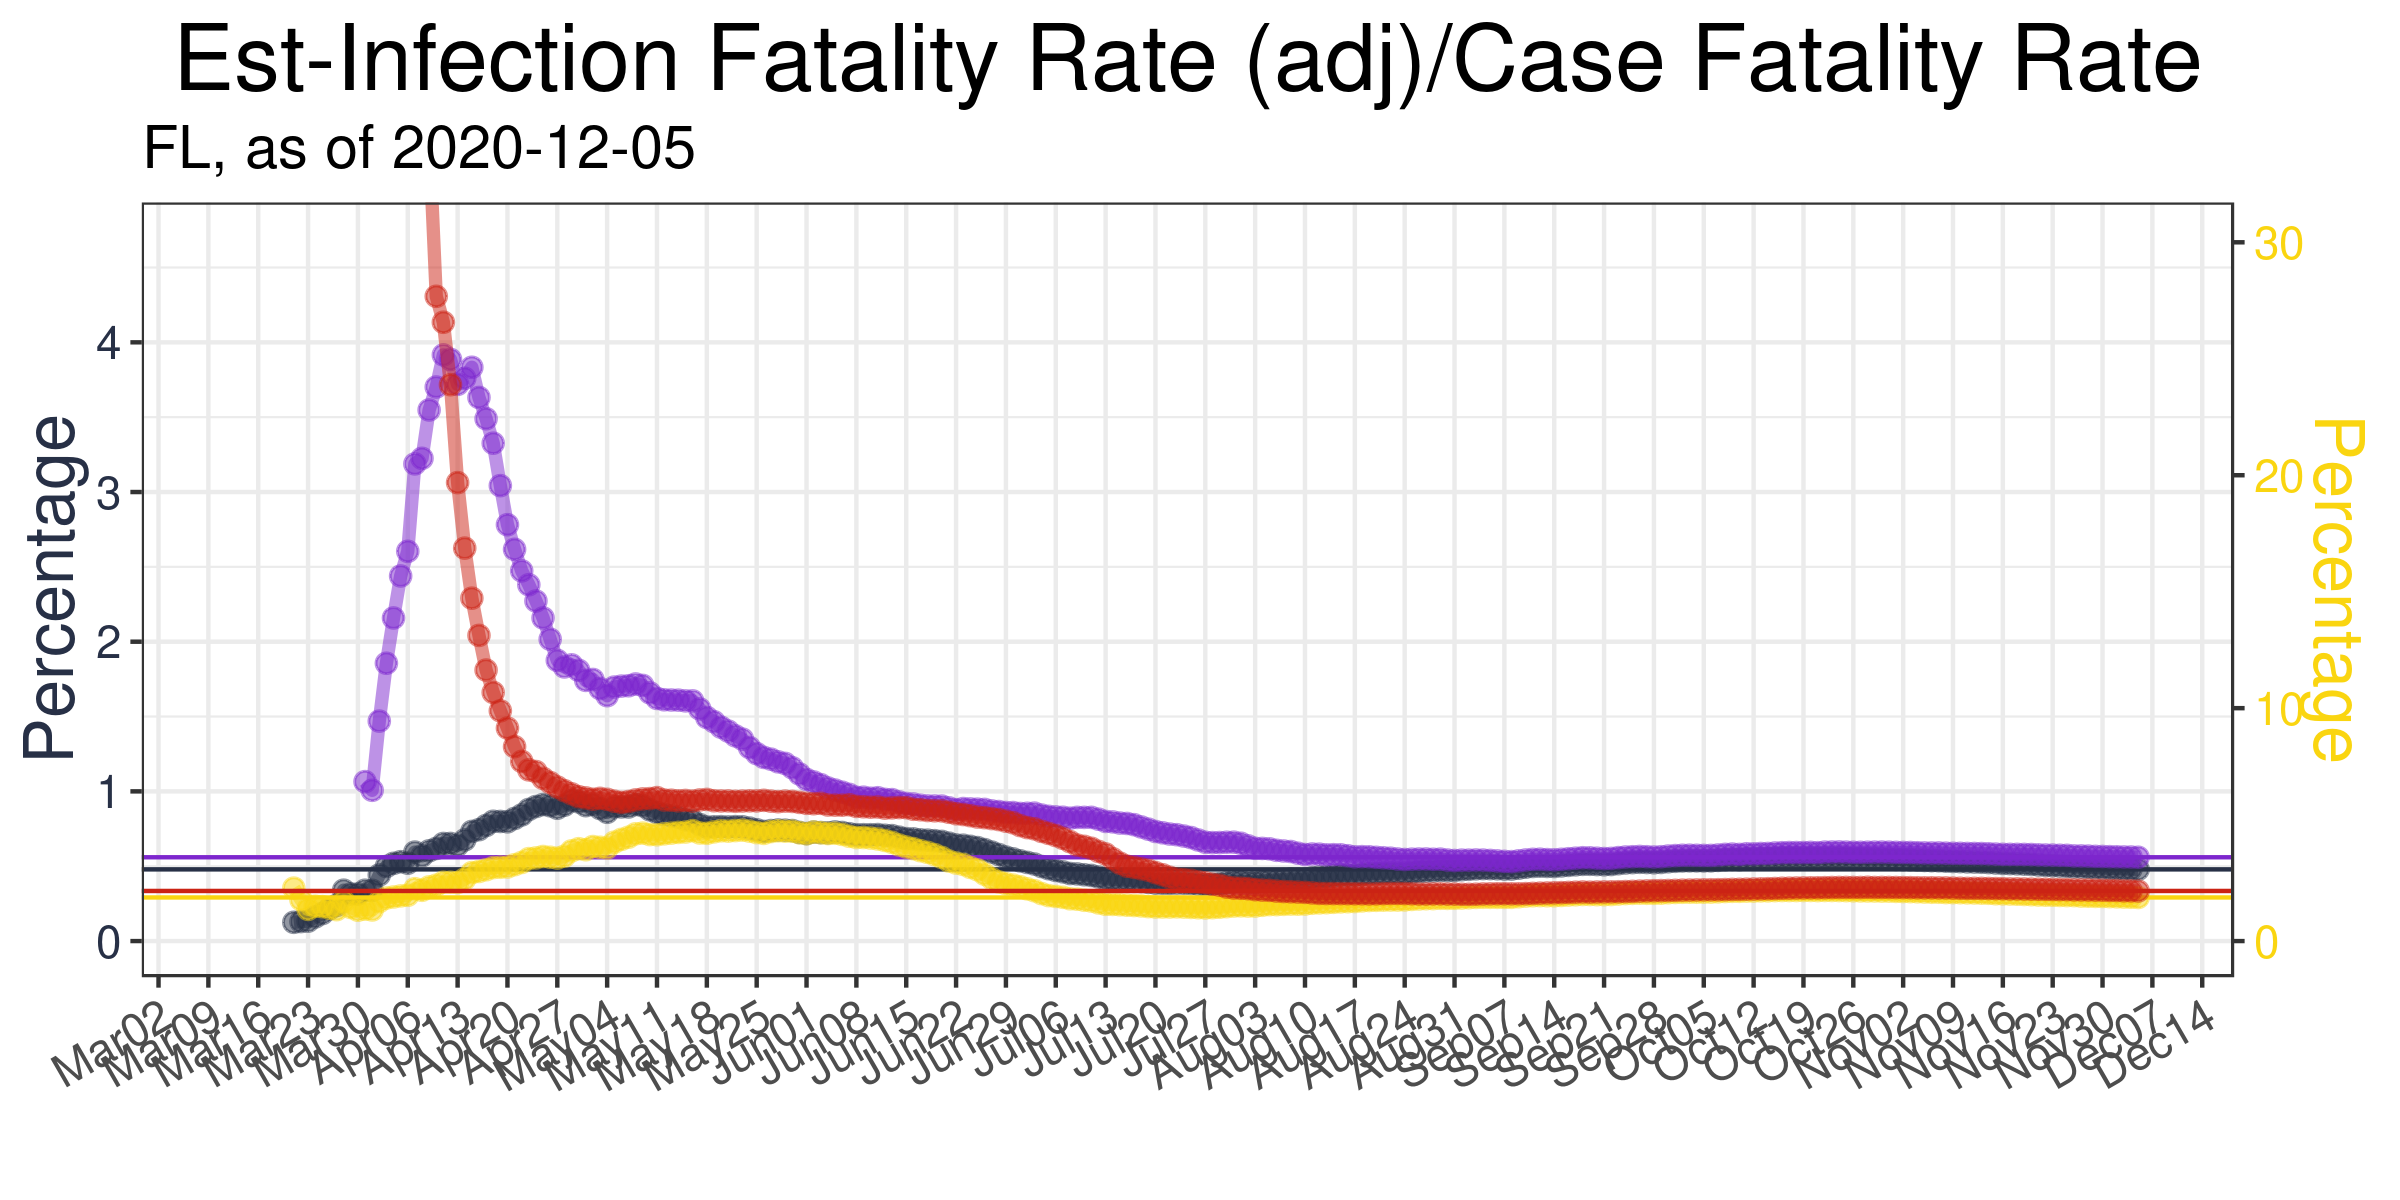 Est-Infection Fatality Rate (adj)/Case Fatality Rate
FL, as of 2020-12-05
Percentage
4
3
2
1
0
30
20
10
0
Percentage
Mar02
Mar09
Mar16
Mar23
Mar30
Apr06
Apr13
Apr20
Apr27
May04
May11
May18
May25
Jun01
Jun08
Jun15
Jun22
Jun29
Jul06
Jul13
Jul20
Jul27
Aug03
Aug10
Aug17
Aug24
Aug31
Sep07
Sep14
Sep21
Sep28
Oct05
Oct12
Oct19
Oct26
Nov02
Nov09
Nov16
Nov23
Nov30
Dec07
Dec14